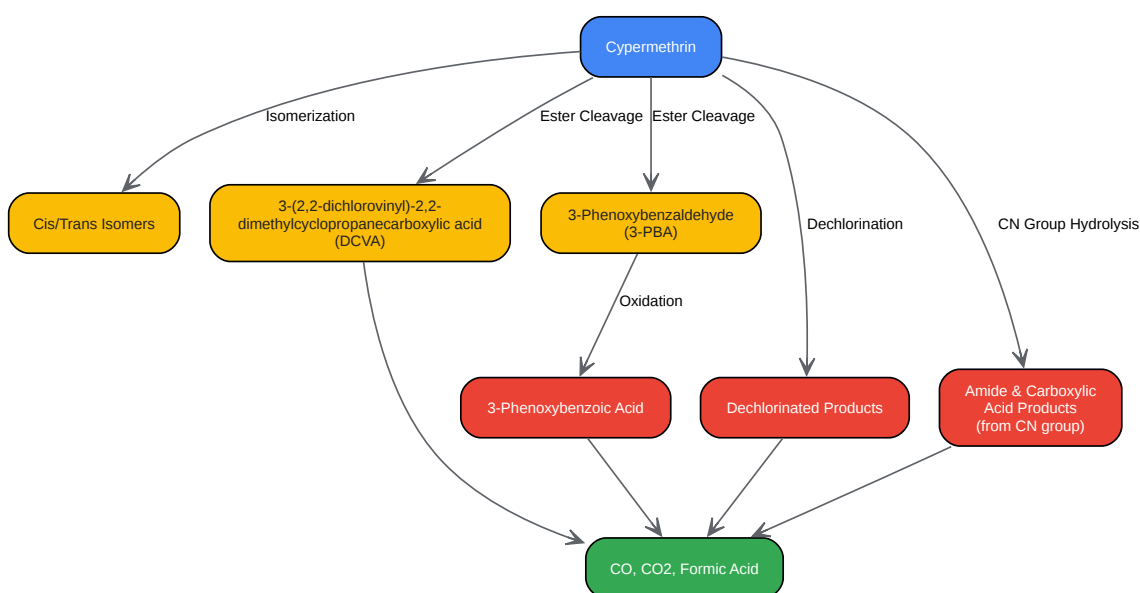 Cypermethrin
Isomerization
Ester Cleavage
Ester Cleavage
Cis/Trans Isomers
3-(2,2-dichlorovinyl)-2,2-
dimethylcyclopropanecarboxylic acid
(DCVA)
3-Phenoxybenzaldehyde
(3-PBA)
Dechlorination
CN Group Hydrolysis
Oxidation
3-Phenoxybenzoic Acid
Dechlorinated Products
Amide & Carboxylic
Acid Products
(from CN group)
CO, CO2, Formic Acid